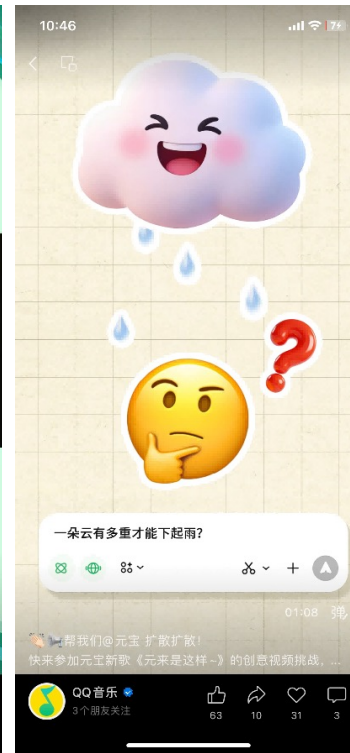 10:46
7
一朵云有多重才能下起雨?
01:08 弹
帮我们@元宝 扩散扩散!
快来参加元宝新歌《元来是这样~》的创意视频挑战，...
QQ音乐
3个朋友关注
63 10 31 3